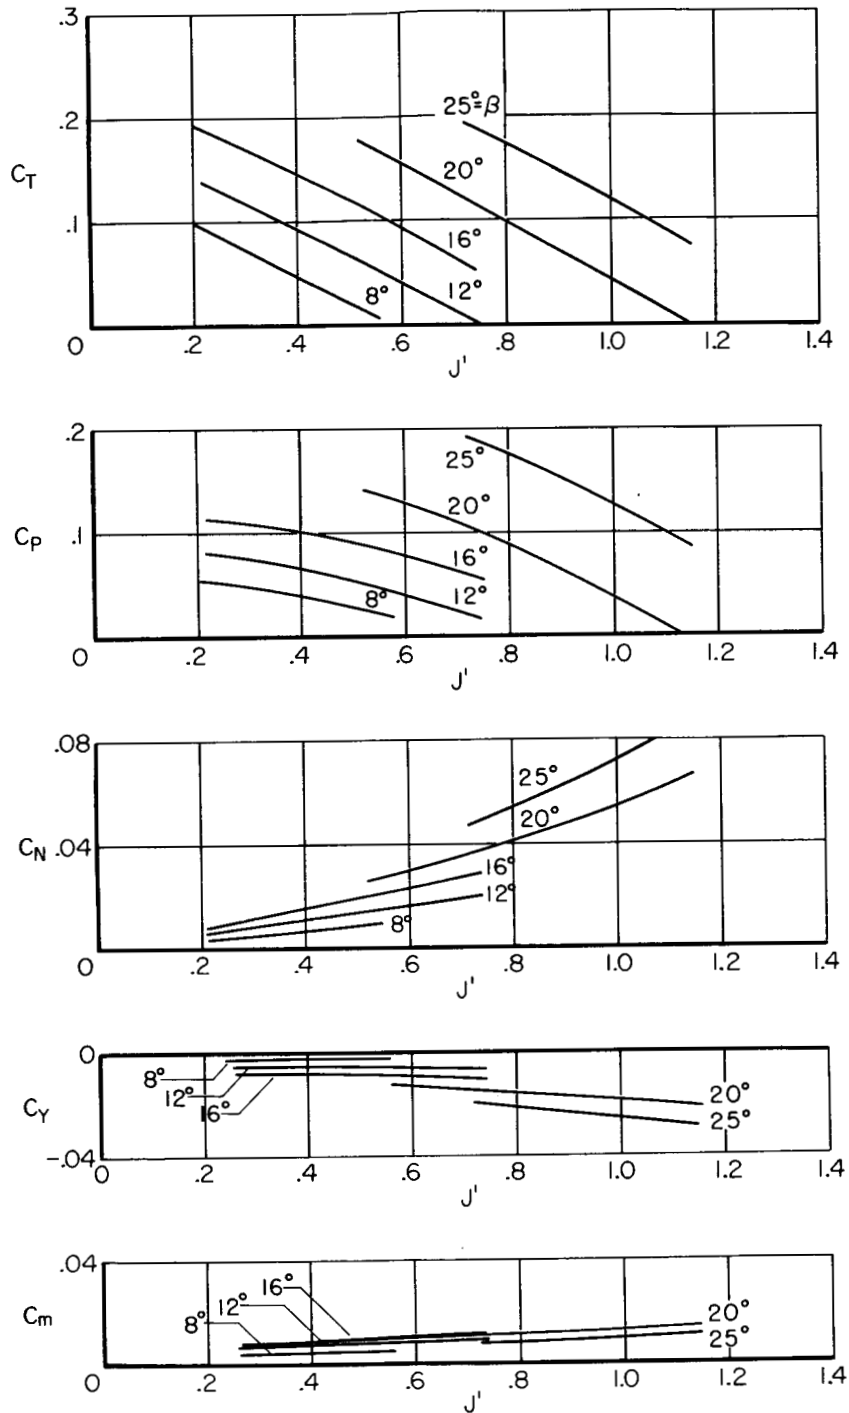 .3
25°=β
.2
C_T
20°
.1
16°
8°
12°
0 .2 .4 .6 .8 1.0 1.2 1.4
J'
.2
25°
20°
C_P .1
16°
8° 12°
0 .2 .4 .6 .8 1.0 1.2 1.4
J'
.08
25°
20°
C_N .04
16°
12°
8°
0 .2 .4 .6 .8 1.0 1.2 1.4
J'
0
8°
12° 20°
C_Y 16° 25°
-.04
0 .2 .4 .6 .8 1.0 1.2 1.4
J'
.04
16°
12° 20°
C_m 8° 25°
0 .2 .4 .6 .8 1.0 1.2 1.4
J'